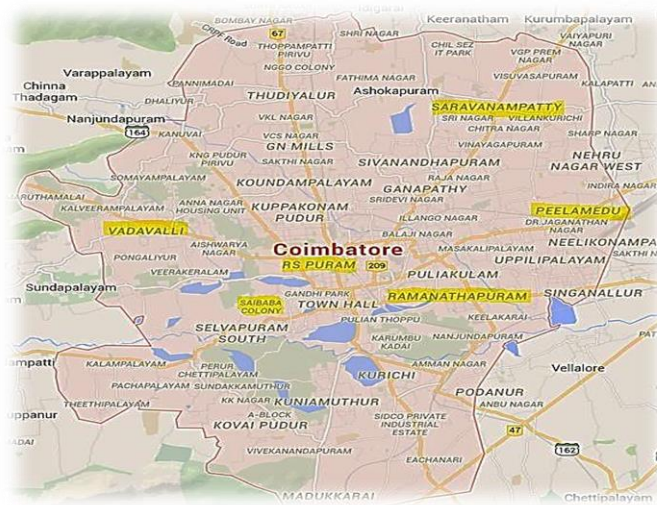 BOMBAY NAGAR
Keeranatham
Kurumbapalayam
CRPF Road
67
SHRI NAGAR
VAIYAPURI
NAGAR
THOPPAMPATTI
PIRIVU
CHIL SEZ
IT PARK
VGP PREM
NAGAR
NGGO COLONY
Varappalayam
FATHIMA NAGAR
VISUVASAPURAM
KALAPATTI
Chinna
Thadagam
PANNIMADAI
THUDIYALUR
Ashokapuram
DHALIYUR
SARAVANAMPATTY
Nanjundapuram
VKL NAGAR
SRI NAGAR
VILLANKURICHI
164
KANUVAI
VCS NAGAR
CHITRA NAGAR
SHARP NAGAR
GN MILLS
VINAYAGAPURAM
KNG PUDUR
PIRIVU
SAKTHI NAGAR
SIVANANDHAPURAM
NEHRU
NAGAR WEST
SOMAYAMPALAYAM
KOUNDAMPALAYAM
RAJA NAGAR
GANAPATHY
INDIRA NAGAR
MARUTHAMALAI
ANNA NAGAR
HOUSING UNIT
KUPPAKONAM
PUDUR
SRIDEVI NAGAR
KALVEERAMPALAYAM
ILLANGO NAGAR
PEELAMEDU
VADAVALLI
BALAJI NAGAR
DR.JAGANATHAN
NAGAR
AISHWARYA
NAGAR
Coimbatore
MASAKALIPALAYAM
NEELIKONAMPA
PONGALIYUR
RS PURAM
209
UPPILIPALAYAM
SAKTHI N
VEERAKERALAM
PULIAKULAM
Sundapalayam
GANDHI PARK
RAMANATHAPURAM
SINGANALLUR
SAIBABA
COLONY
TOWN HALL
PULIAN THOPPU
KEELAKARAI
SELVAPURAM
SOUTH
KARUMBU
KADAI
NANJUNDAPURAM
ampatti
KALAMPALAYAM
PERUR
CHETTIPALAYAM
AMMAN NAGAR
Vellalore
KURICHI
PACHAPALAYAM
SUNDAKKAMUTHUR
PODANUR
THEETHIPALAYAM
KK NAGAR
KUNIAMUTHUR
ANBU NAGAR
uppanur
A-BLOCK
SIDCO PRIVATE
INDUSTRIAL
ESTATE
KOVAI PUDUR
47
VIVEKANANDAPURAM
162
EACHANARI
MADUKKARAI
Chettipalayam